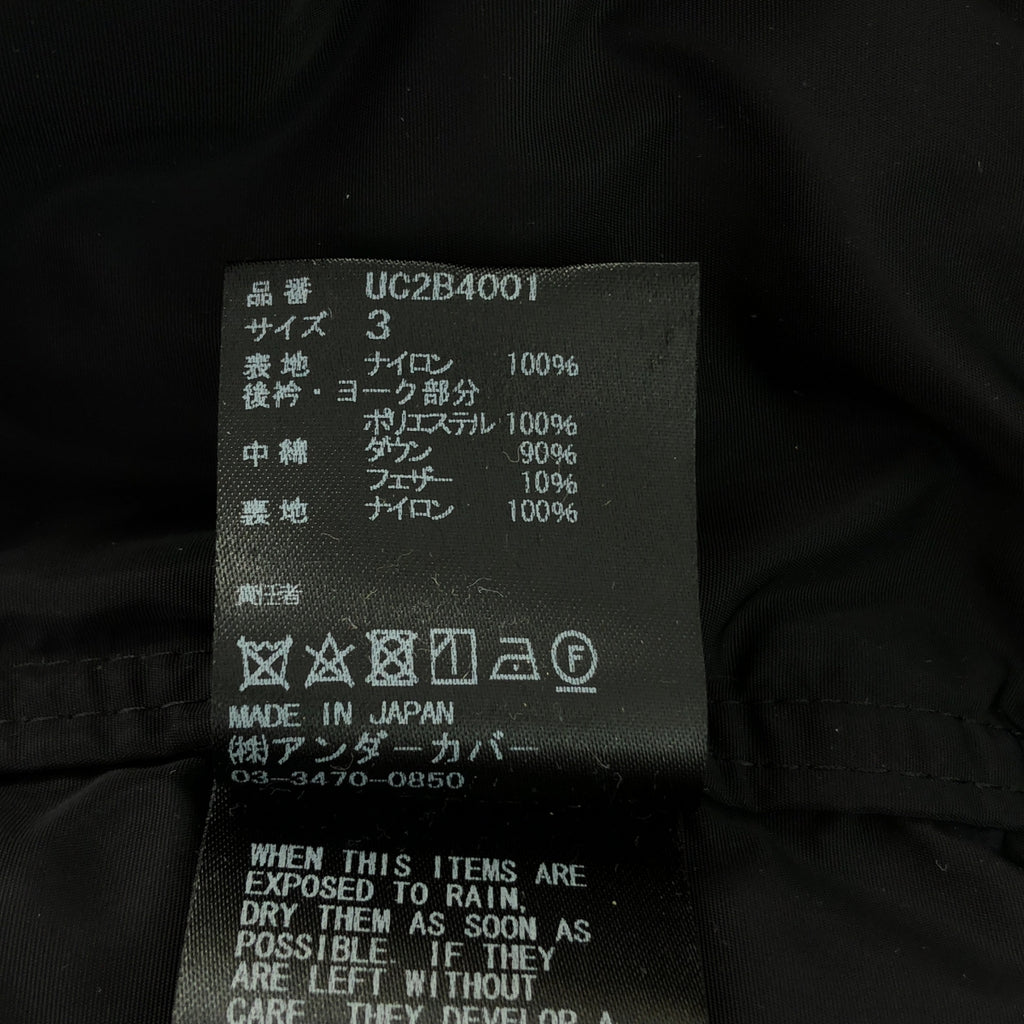 品番 UC2B4001
サイズ 3
表地 ナイロン 100%
後衿・ヨーク部分
ポリエステル 100%
中綿 ダウン 90%
フェザー 10%
裏地 ナイロン 100%
F
MADE IN JAPAN
(株)アンダーカバー
03-3470-0850
WHEN THIS ITEMS ARE
EXPOSED TO RAIN,
DRY THEM AS SOON AS
POSSIBLE. IF THEY
ARE LEFT WITHOUT
CARE, THEY DEVELOP A